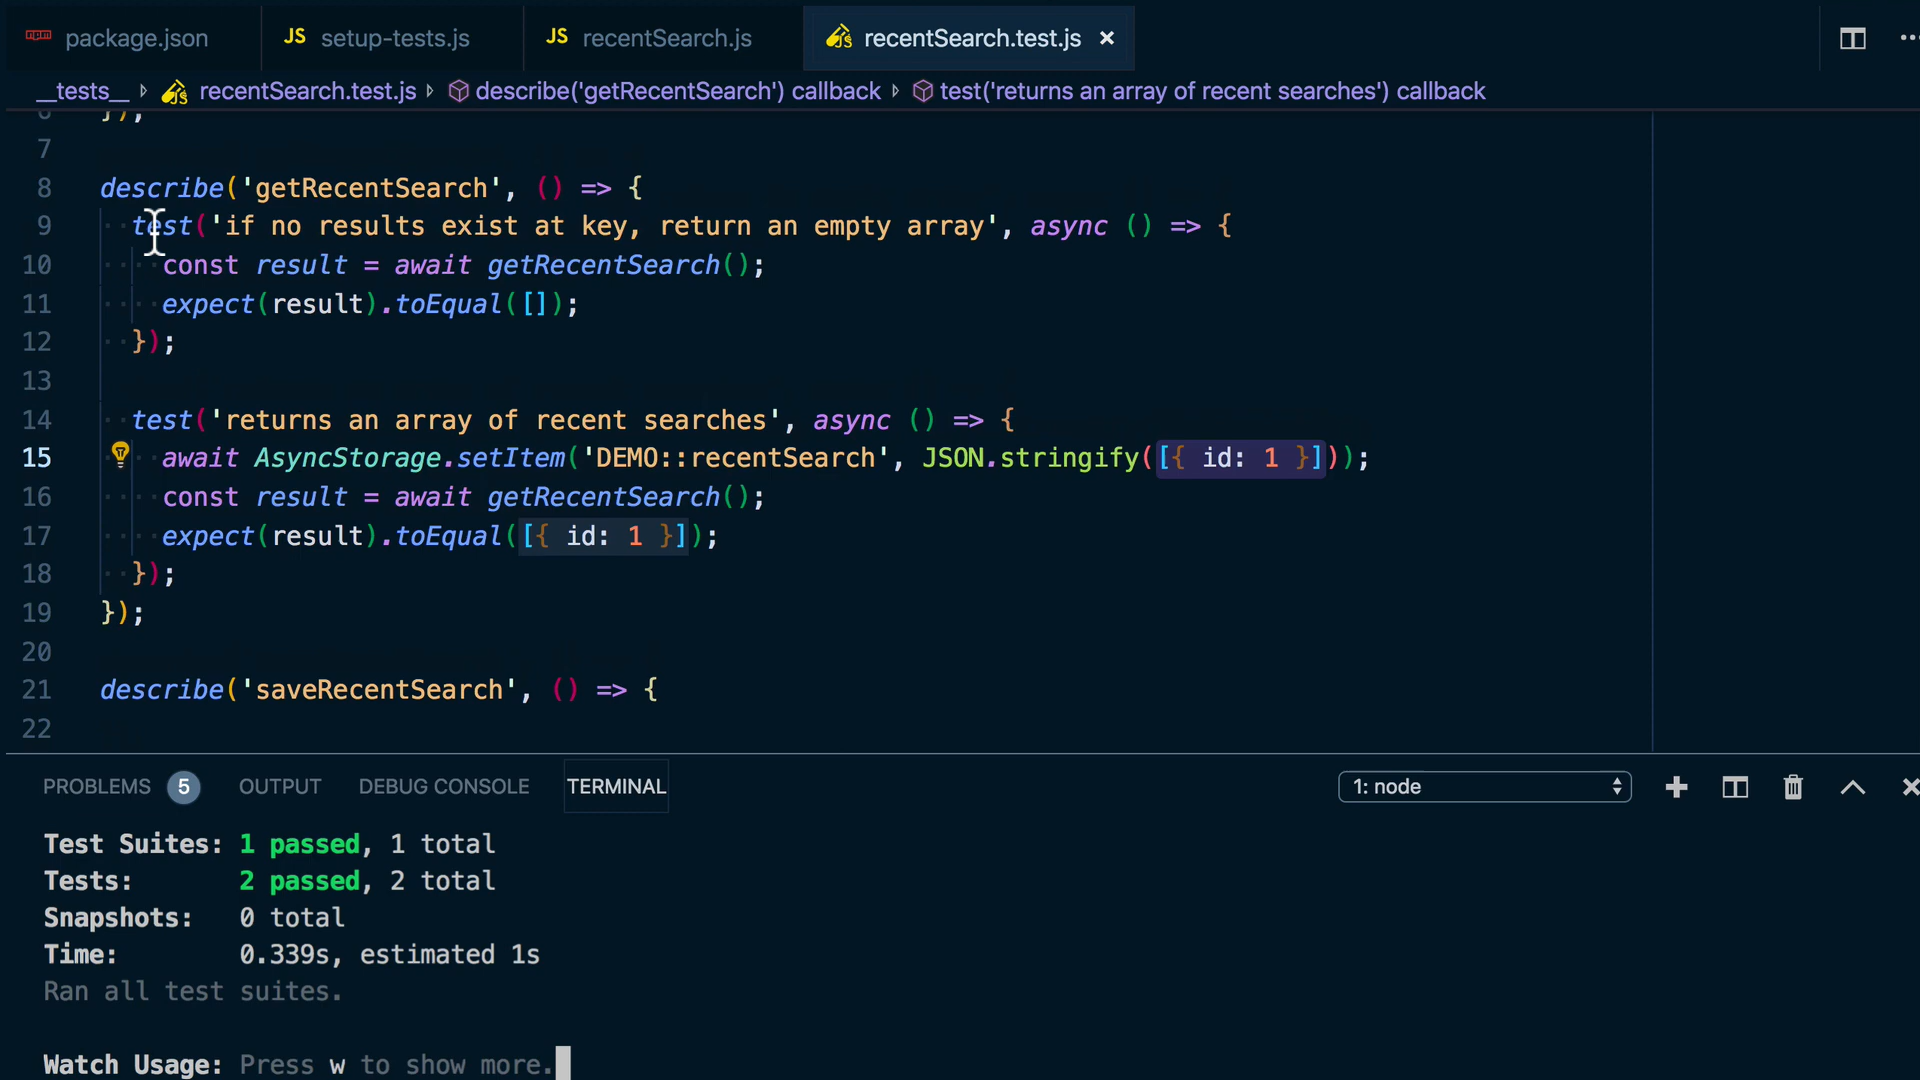 package.json
JS setup-tests.js
JS recentSearch.js
recentSearch.test.js
__tests__ recentSearch.test.js describe('getRecentSearch') callback test('returns an array of recent searches') callback
6 });
7
8 describe('getRecentSearch', () => {
9 test('if no results exist at key, return an empty array', async () => {
10 const result = await getRecentSearch();
11 expect(result).toEqual([]);
12 });
13
14 test('returns an array of recent searches', async () => {
15 await AsyncStorage.setItem('DEMO::recentSearch', JSON.stringify([{ id: 1 }]));
16 const result = await getRecentSearch();
17 expect(result).toEqual([{ id: 1 }]);
18 });
19 });
20
21 describe('saveRecentSearch', () => {
22
PROBLEMS 5 OUTPUT DEBUG CONSOLE TERMINAL 1: node
Test Suites: 1 passed, 1 total
Tests: 2 passed, 2 total
Snapshots: 0 total
Time: 0.339s, estimated 1s
Ran all test suites.
Watch Usage: Press w to show more.